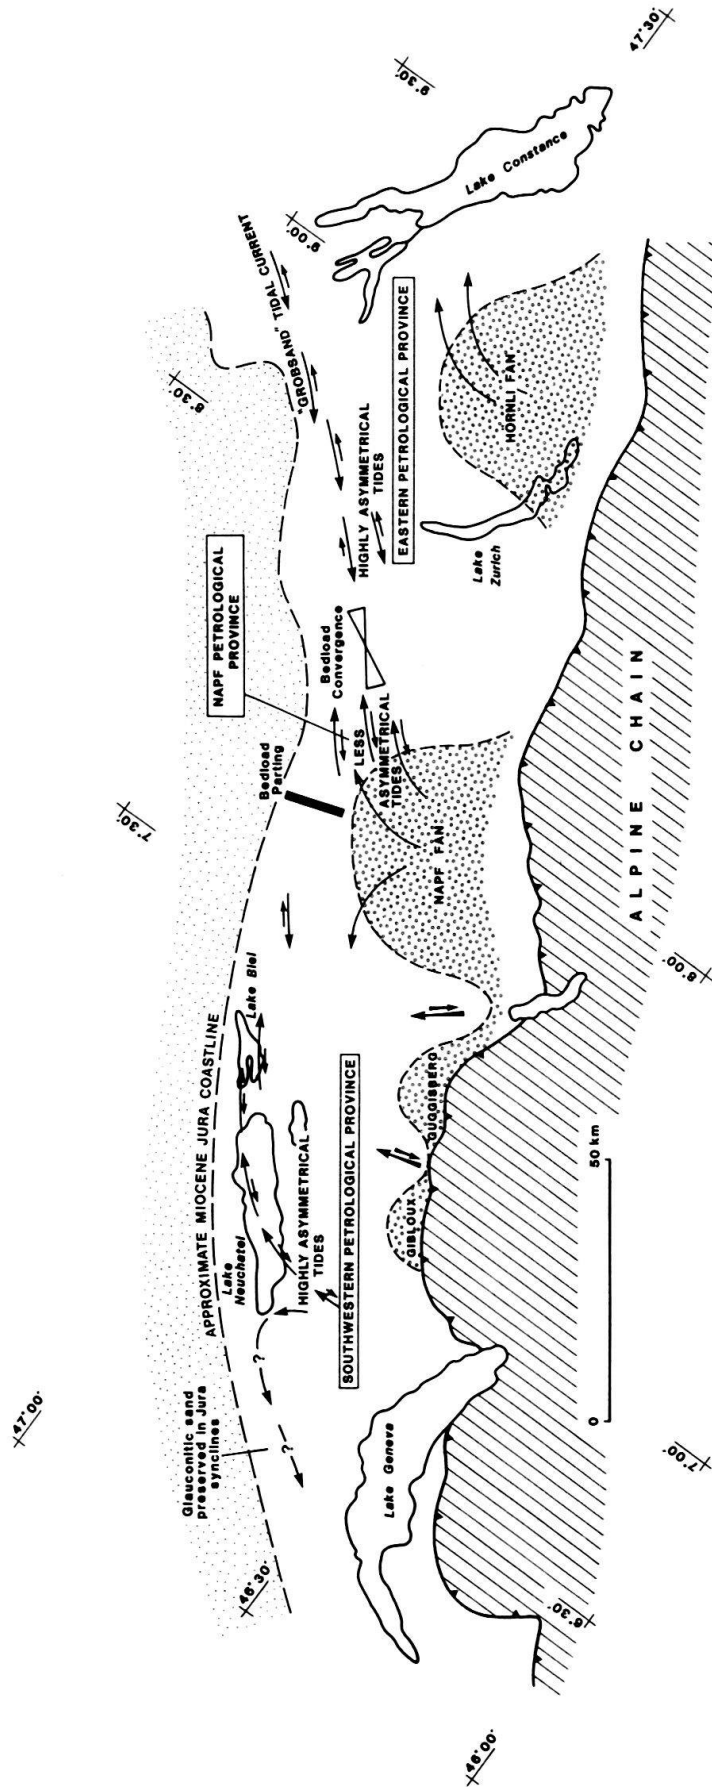 47°00'
46°30'
46°00'
7°30'
8°30'
9°00'
9°30'
47°30'
6°30'
7°00'
8°00'
Glauconitic sand
preserved in Jura
synclines
APPROXIMATE MIOCENE JURA COASTLINE
Lake
Neuchatel
Lake Biel
?
?
HIGHLY ASYMMETRICAL
TIDES
SOUTHWESTERN PETROLOGICAL PROVINCE
Lake Geneva
GIBLOUX
GUGGISBERG
Bedload
Parting
NAPF PETROLOGICAL
PROVINCE
NAPF FAN
LESS
ASYMMETRICAL
TIDES
Bedload
Convergence
HIGHLY ASYMMETRICAL
TIDES
"GROBSAND" TIDAL CURRENT
EASTERN PETROLOGICAL PROVINCE
Lake
Zurich
HÖRNLI FAN
Lake Constance
ALPINE CHAIN
0
50 km